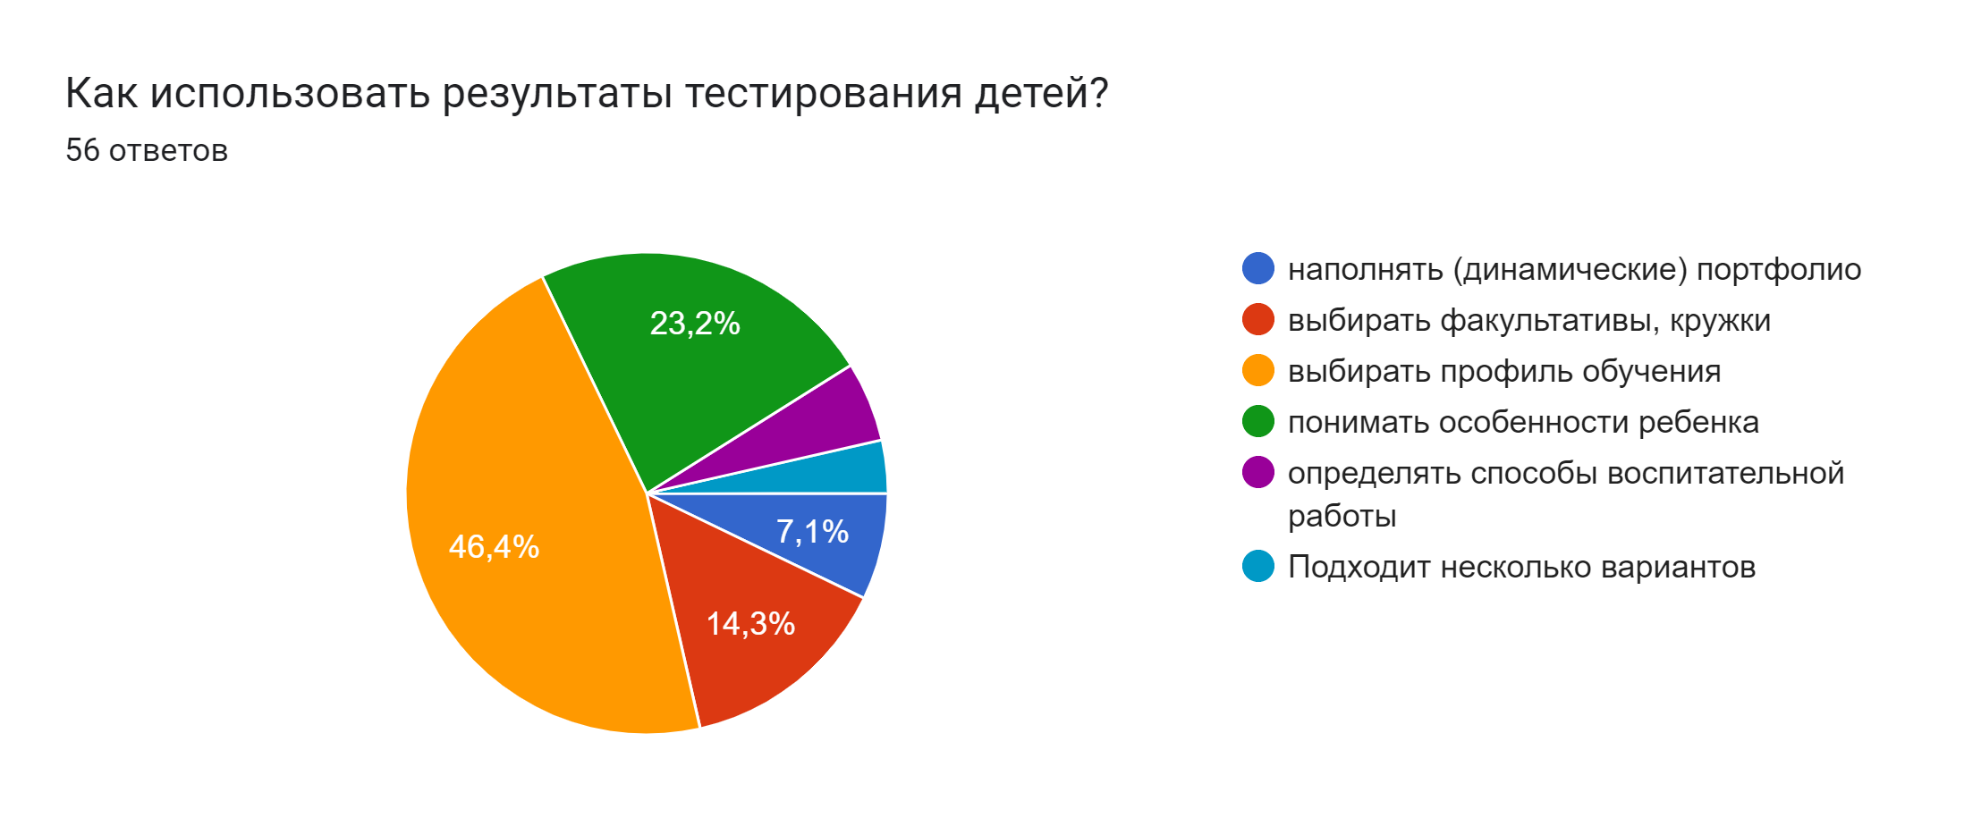 Как использовать результаты тестирования детей?
56 ответов
23,2%
46,4%
7,1%
14,3%
наполнять (динамические) портфолио
выбирать факультативы, кружки
выбирать профиль обучения
понимать особенности ребенка
определять способы воспитательной
работы
Подходит несколько вариантов